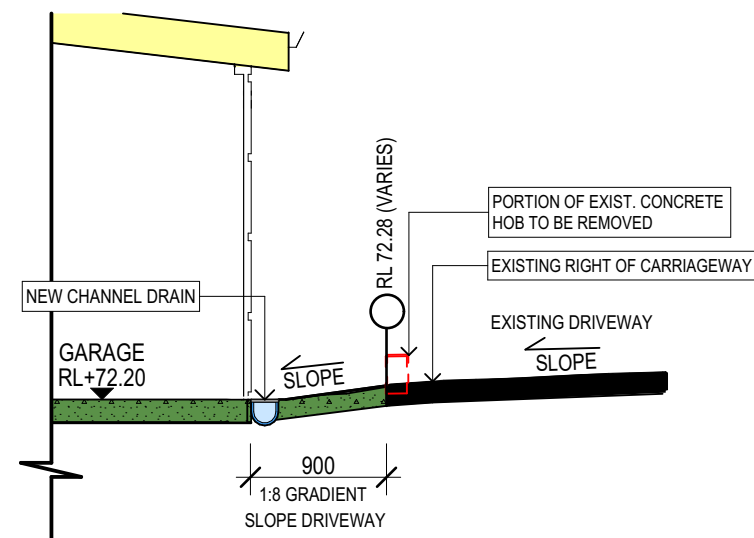 RL 72.28 (VARIES)
PORTION OF EXIST. CONCRETE
HOB TO BE REMOVED
EXISTING RIGHT OF CARRIAGEWAY
NEW CHANNEL DRAIN
EXISTING DRIVEWAY
SLOPE
GARAGE
RL+72.20
SLOPE
900
1:8 GRADIENT
SLOPE DRIVEWAY